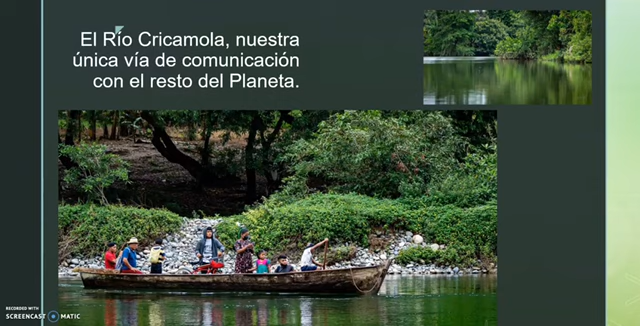 El Río Cricamola, nuestra
única vía de comunicación
con el resto del Planeta.
RECORDED WITH
SCREENCAST MATIC